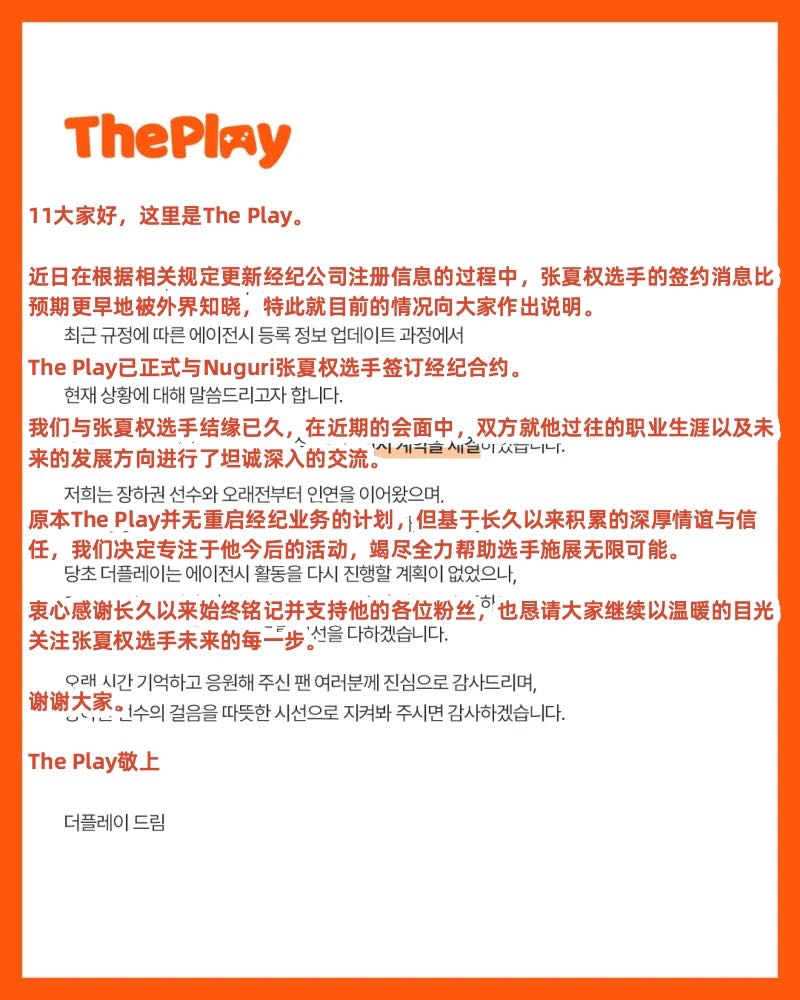 ThePlay
11大家好，这里是The Play。
近日在根据相关规定更新经纪公司注册信息的过程中，张夏权选手的签约消息比
预期更早地被外界知晓，特此就目前的情况向大家作出说明。
최근 규정에 따른 에이전시 등록 정보 업데이트 과정에서
The Play已正式与Nuguri张夏权选手签订经纪合约。
현재 상황에 대해 말씀드리고자 합니다.
我们与张夏权选手结缘已久，在近期的会面中，双方就他过往的职业生涯以及未
来的发展方向进行了坦诚深入的交流。
저희는 장하권 선수와 오래전부터 인연을 이어왔으며,
原本The Play并无重启经纪业务的计划，但基于长久以来积累的深厚情谊与信
任，我们决定专注于他今后的活动，竭尽全力帮助选手施展无限可能。
당초 더플레이는 에이전시 활동을 다시 진행할 계획이 없었으나,
衷心感谢长久以来始终铭记并支持他的各位粉丝，也恳请大家继续以温暖的目光
关注张夏权选手未来的每一步。
다하겠습니다.
오랜 시간 기억하고 응원해 주신 팬 여러분께 진심으로 감사드리며,
谢谢大家。
걸음을 따뜻한 시선으로 지켜봐 주시면 감사하겠습니다.
The Play敬上
더플레이 드림